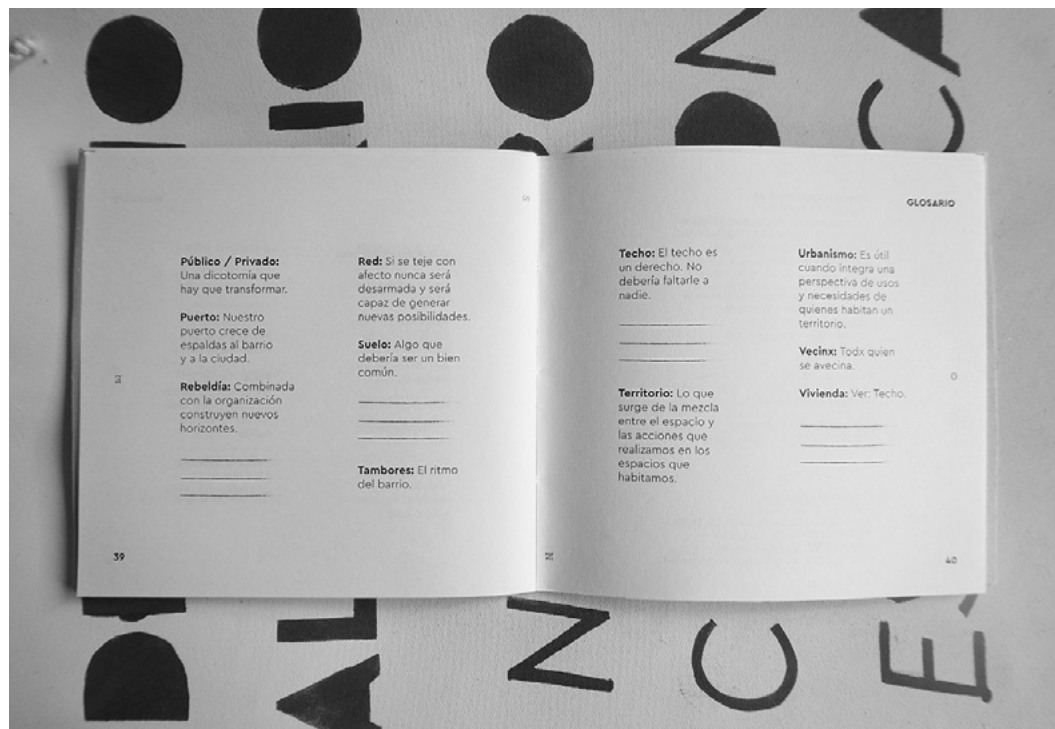 Público / Privado:
Una dicotomía que
hay que transformar.
Puerto: Nuestro
puerto crece de
espaldas al barrio
y a la ciudad.
Rebeldía: Combinada
con la organización
construyen nuevos
horizontes.
Red: Si se teje con
afecto nunca será
desarmada y será
capaz de generar
nuevas posibilidades.
Suelo: Algo que
debería ser un bien
común.
Tambores: El ritmo
del barrio.
39
GLOSARIO
Techo: El techo es
un derecho. No
debería faltarle a
nadie.
Territorio: Lo que
surge de la mezcla
entre el espacio y
las acciones que
realizamos en los
espacios que
habitamos.
Urbanismo: Es útil
cuando integra una
perspectiva de usos
y necesidades de
quienes habitan un
territorio.
Vecinx: Todx quien
se avecina.
Vivienda: Ver: Techo.
N
O
40